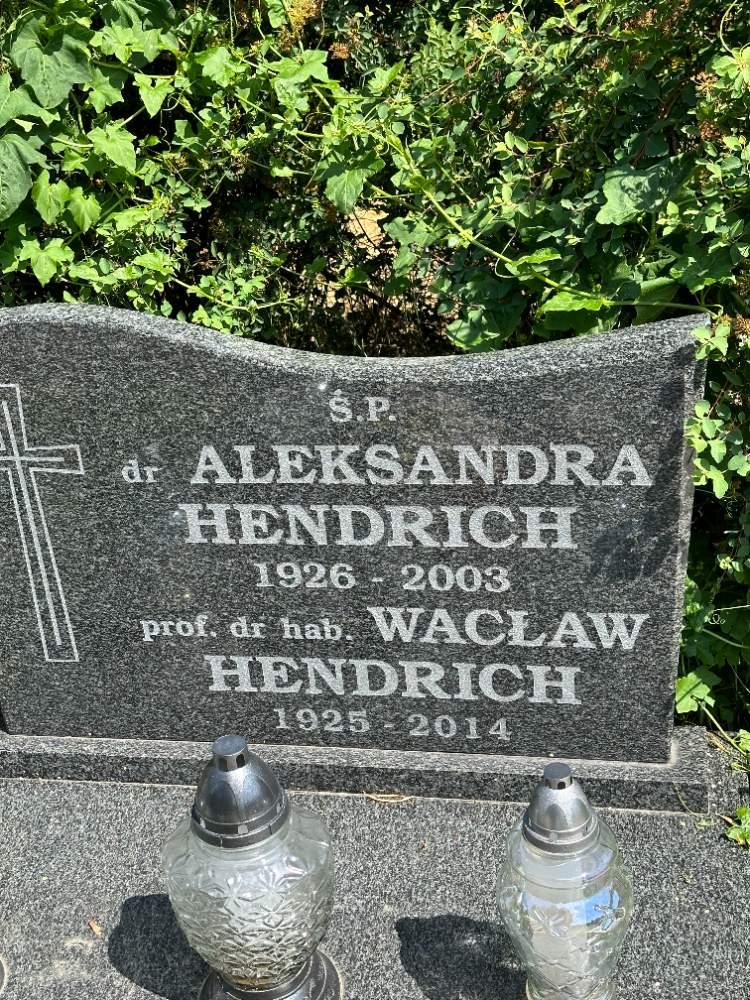 Ś.P.
dr ALEKSANDRA
HENDRICH
1926 - 2003
prof. dr hab. WACŁAW
HENDRICH
1925 - 2014